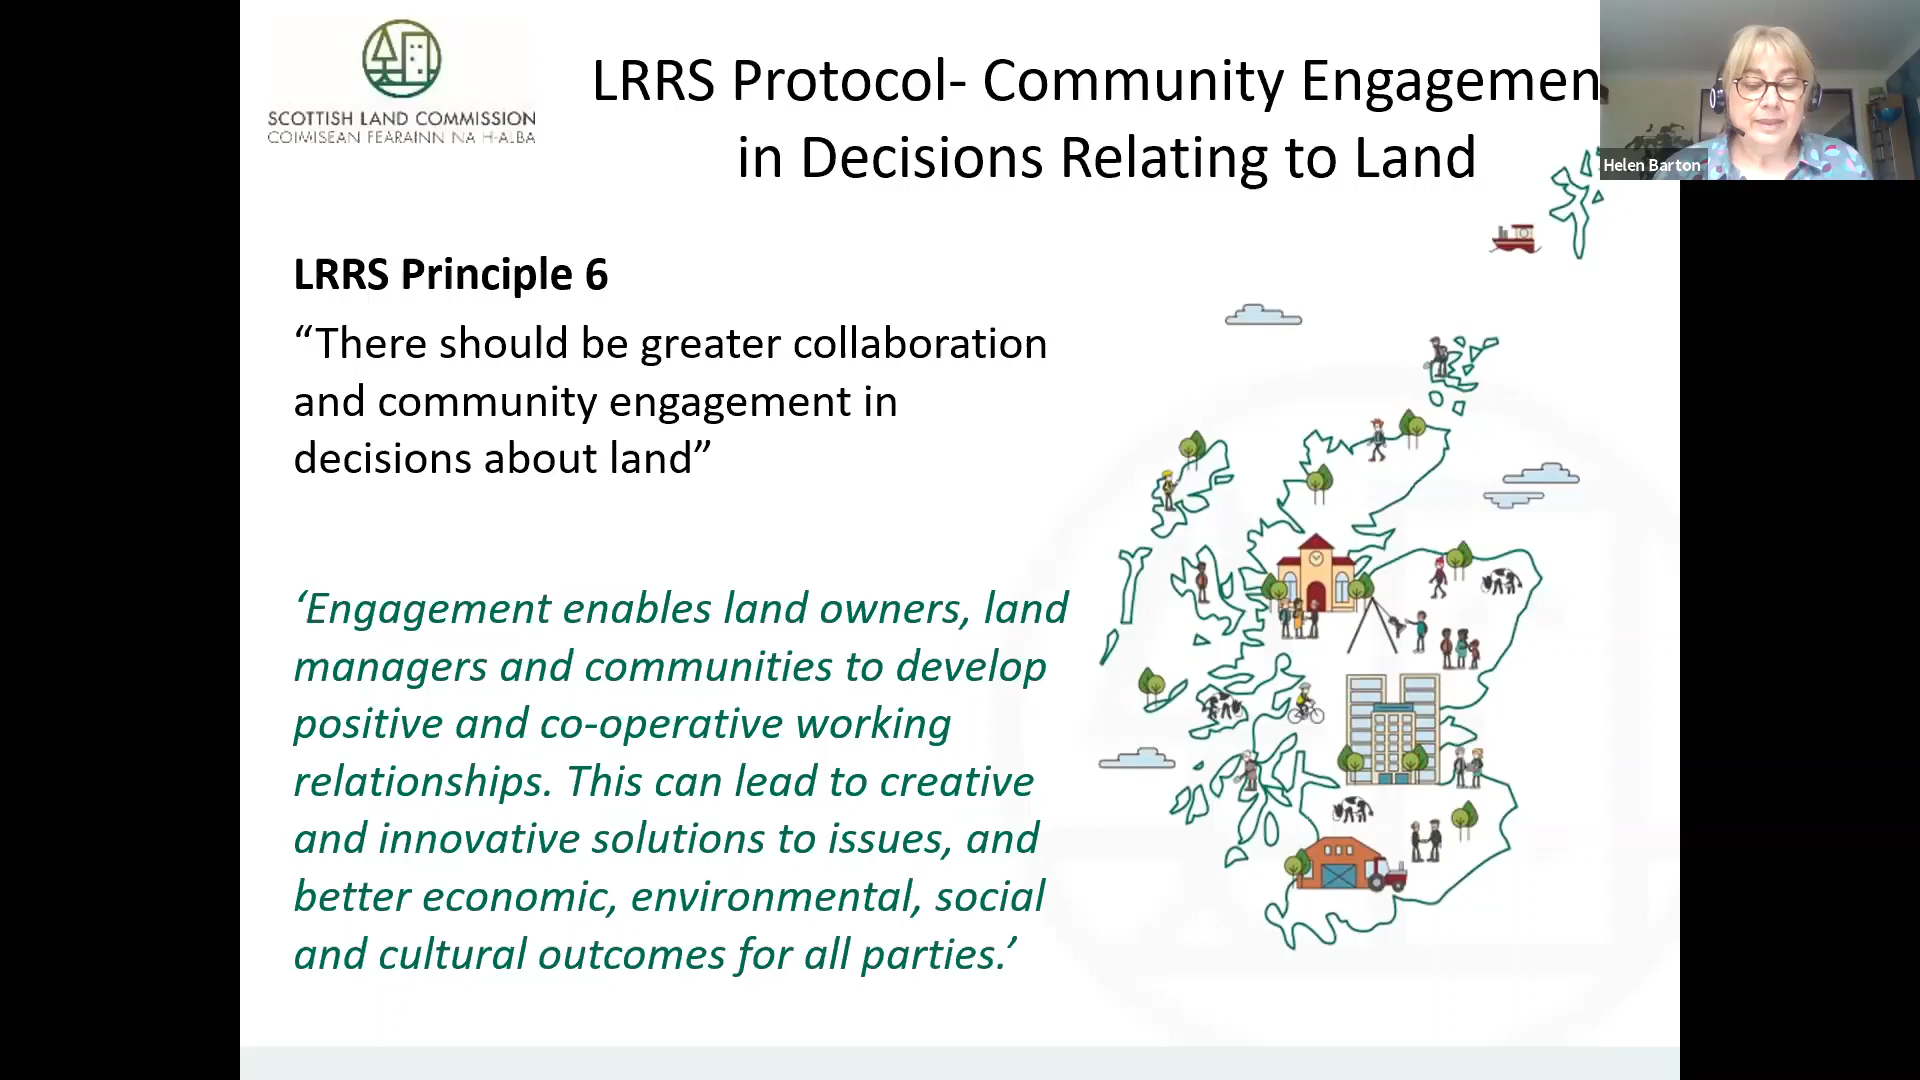 SCOTTISH LAND COMMISSION
COIMISEAN FEARAINN NA H-ALBA
LRRS Protocol- Community Engagemen
in Decisions Relating to Land
Helen Barton
LRRS Principle 6
“There should be greater collaboration
and community engagement in
decisions about land”
‘Engagement enables land owners, land
managers and communities to develop
positive and co-operative working
relationships. This can lead to creative
and innovative solutions to issues, and
better economic, environmental, social
and cultural outcomes for all parties.’